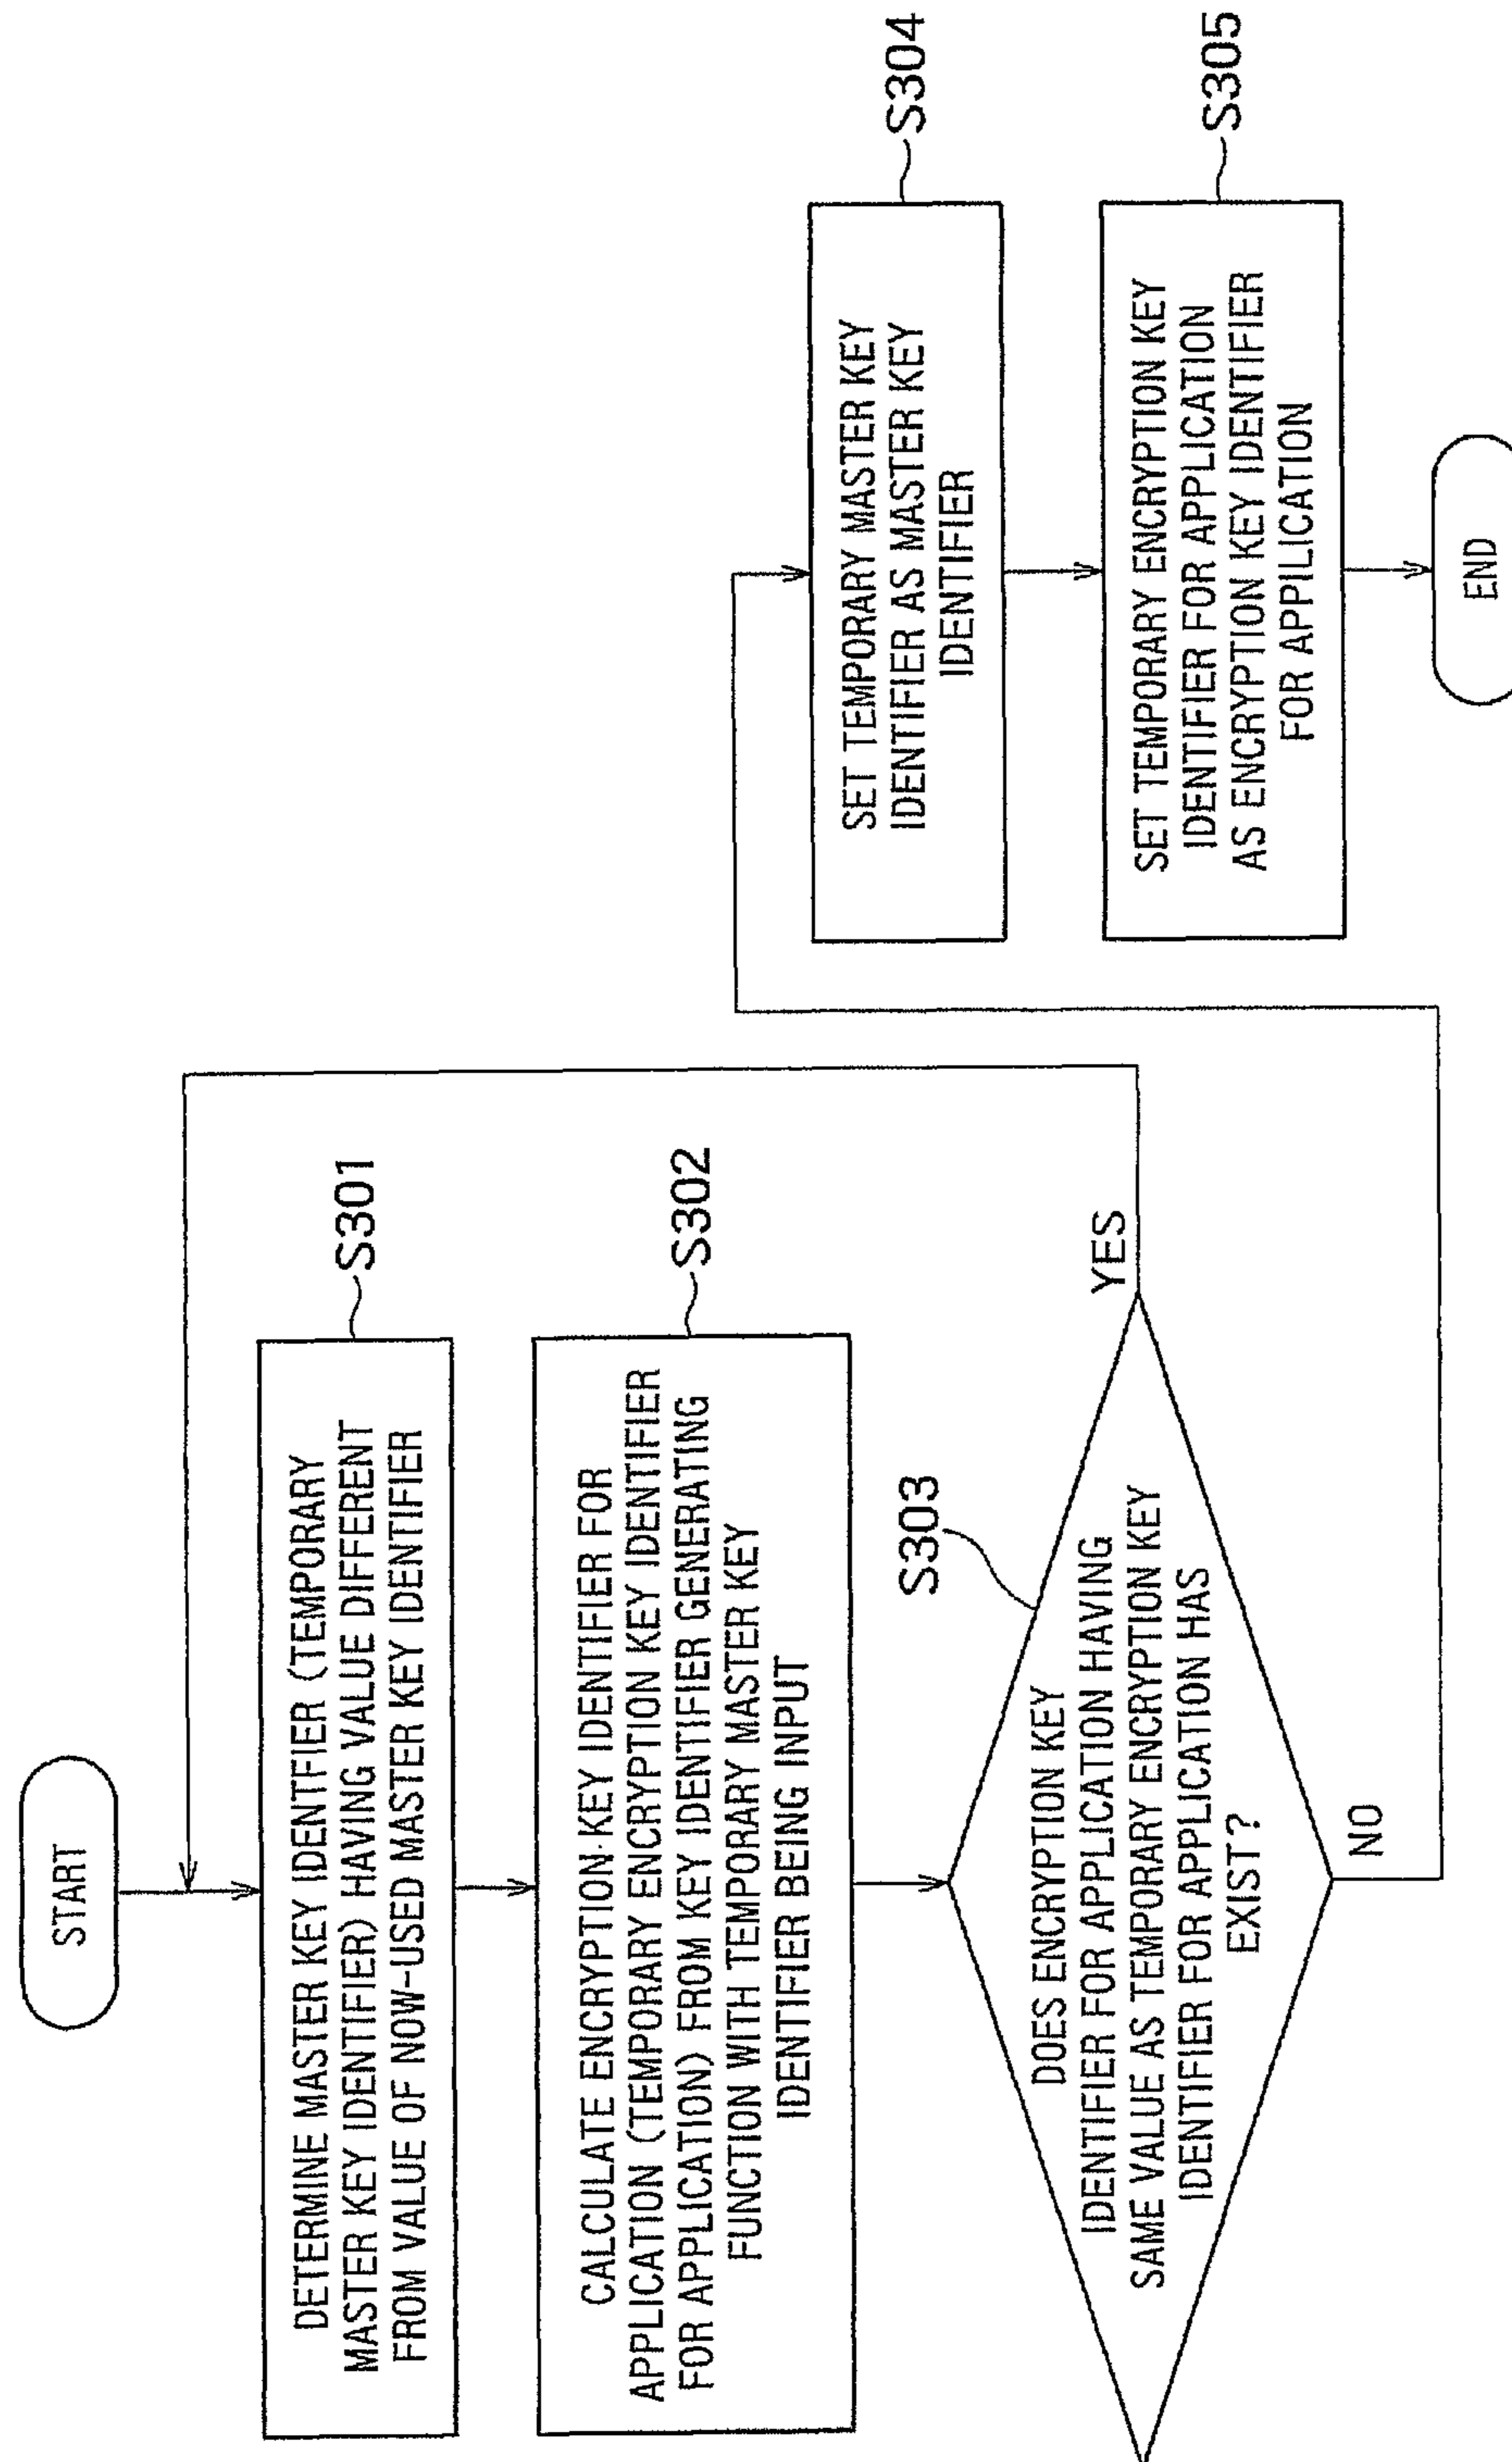 START
DETERMINE MASTER KEY IDENTIFIER (TEMPORARY
MASTER KEY IDENTIFIER) HAVING VALUE DIFFERENT
FROM VALUE OF NOW-USED MASTER KEY IDENTIFIER
S301
CALCULATE ENCRYPTION-KEY IDENTIFIER FOR
APPLICATION (TEMPORARY ENCRYPTION KEY IDENTIFIER
FOR APPLICATION) FROM KEY IDENTIFIER GENERATING
FUNCTION WITH TEMPORARY MASTER KEY
IDENTIFIER BEING INPUT
S302
S303
DOES ENCRYPTION KEY
IDENTIFIER FOR APPLICATION HAVING
SAME VALUE AS TEMPORARY ENCRYPTION KEY
IDENTIFIER FOR APPLICATION HAS
EXIST?
YES
NO
SET TEMPORARY MASTER KEY
IDENTIFIER AS MASTER KEY
IDENTIFIER
S304
SET TEMPORARY ENCRYPTION KEY
IDENTIFIER FOR APPLICATION
AS ENCRYPTION KEY IDENTIFIER
FOR APPILICATION
S305
END